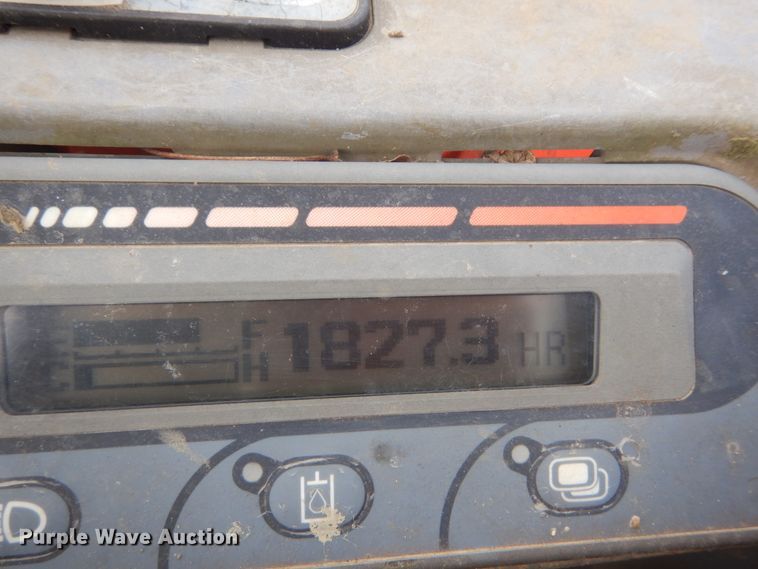 F 1827.3 HR
H
Purple Wave Auction